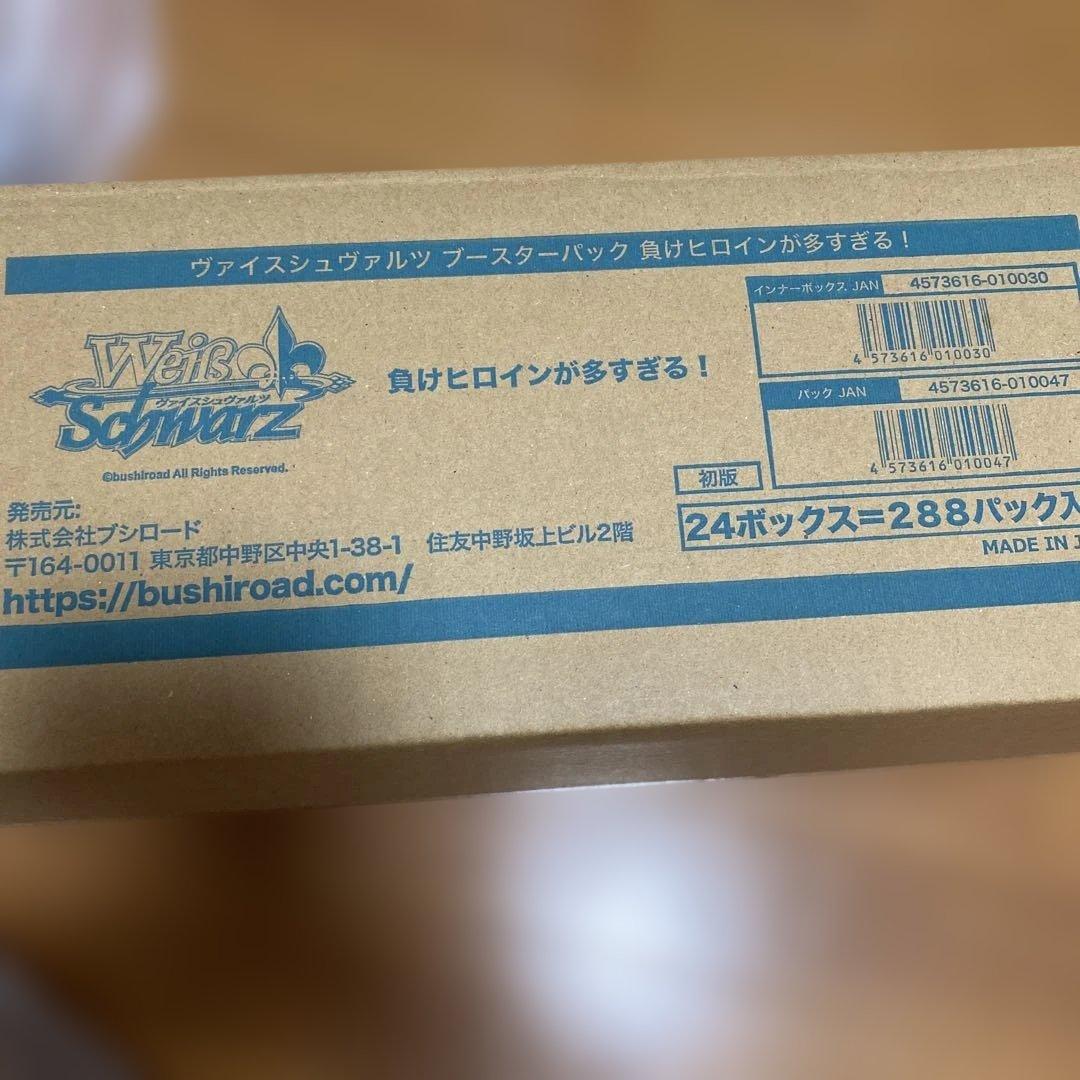 ヴァイスシュヴァルツ ブースターパック 負けヒロインが多すぎる！
Weiß
Schwarz
ヴァイスシュヴァルツ
©bushiroad All Rights Reserved.
負けヒロインが多すぎる！
インナーボックス JAN 4573616-010030
4 573616 010030
パック JAN 4573616-010047
4 573616 010047
初版
24ボックス=288パック入
MADE IN J
発売元:
株式会社ブシロード
〒164-0011 東京都中野区中央1-38-1 住友中野坂上ビル2階
https://bushiroad.com/